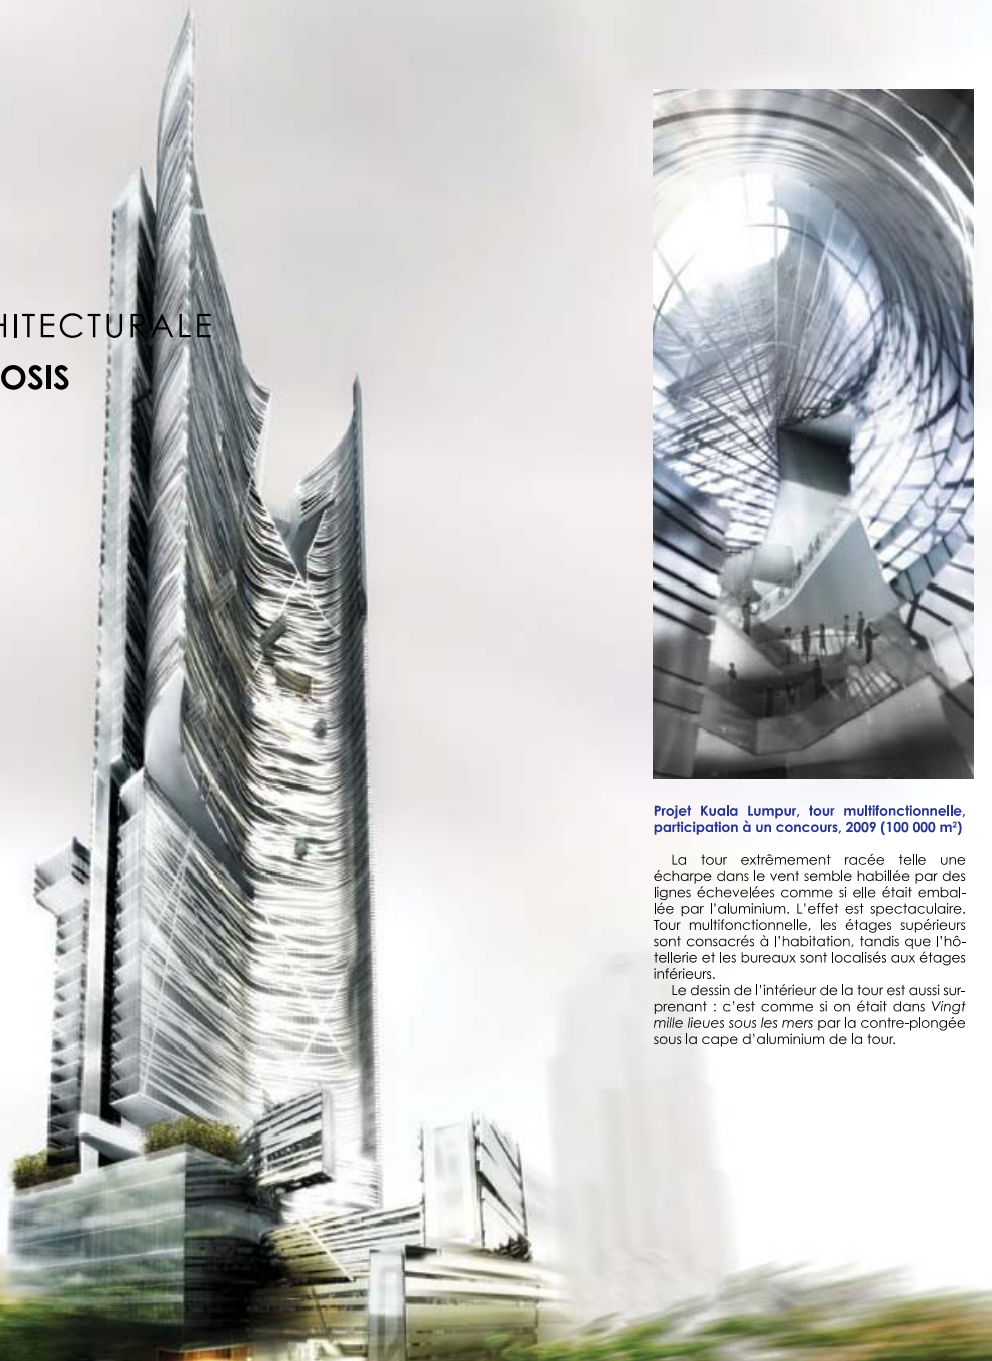 HITECTURALE
OSIS
Projet Kuala Lumpur, tour multifonctionnelle,
participation à un concours, 2009 (100 000 m²)
La tour extrêmement racée telle une
écharpe dans le vent semble habillée par des
lignes échevelées comme si elle était embal-
lée par l'aluminium. L'effet est spectaculaire.
Tour multifonctionnelle, les étages supérieurs
sont consacrés à l'habitation, tandis que l'hô-
tellerie et les bureaux sont localisés aux étages
inférieurs.
Le dessin de l'intérieur de la tour est aussi sur-
prenant : c'est comme si on était dans Vingt
mille lieues sous les mers par la contre-plongée
sous la cape d'aluminium de la tour.